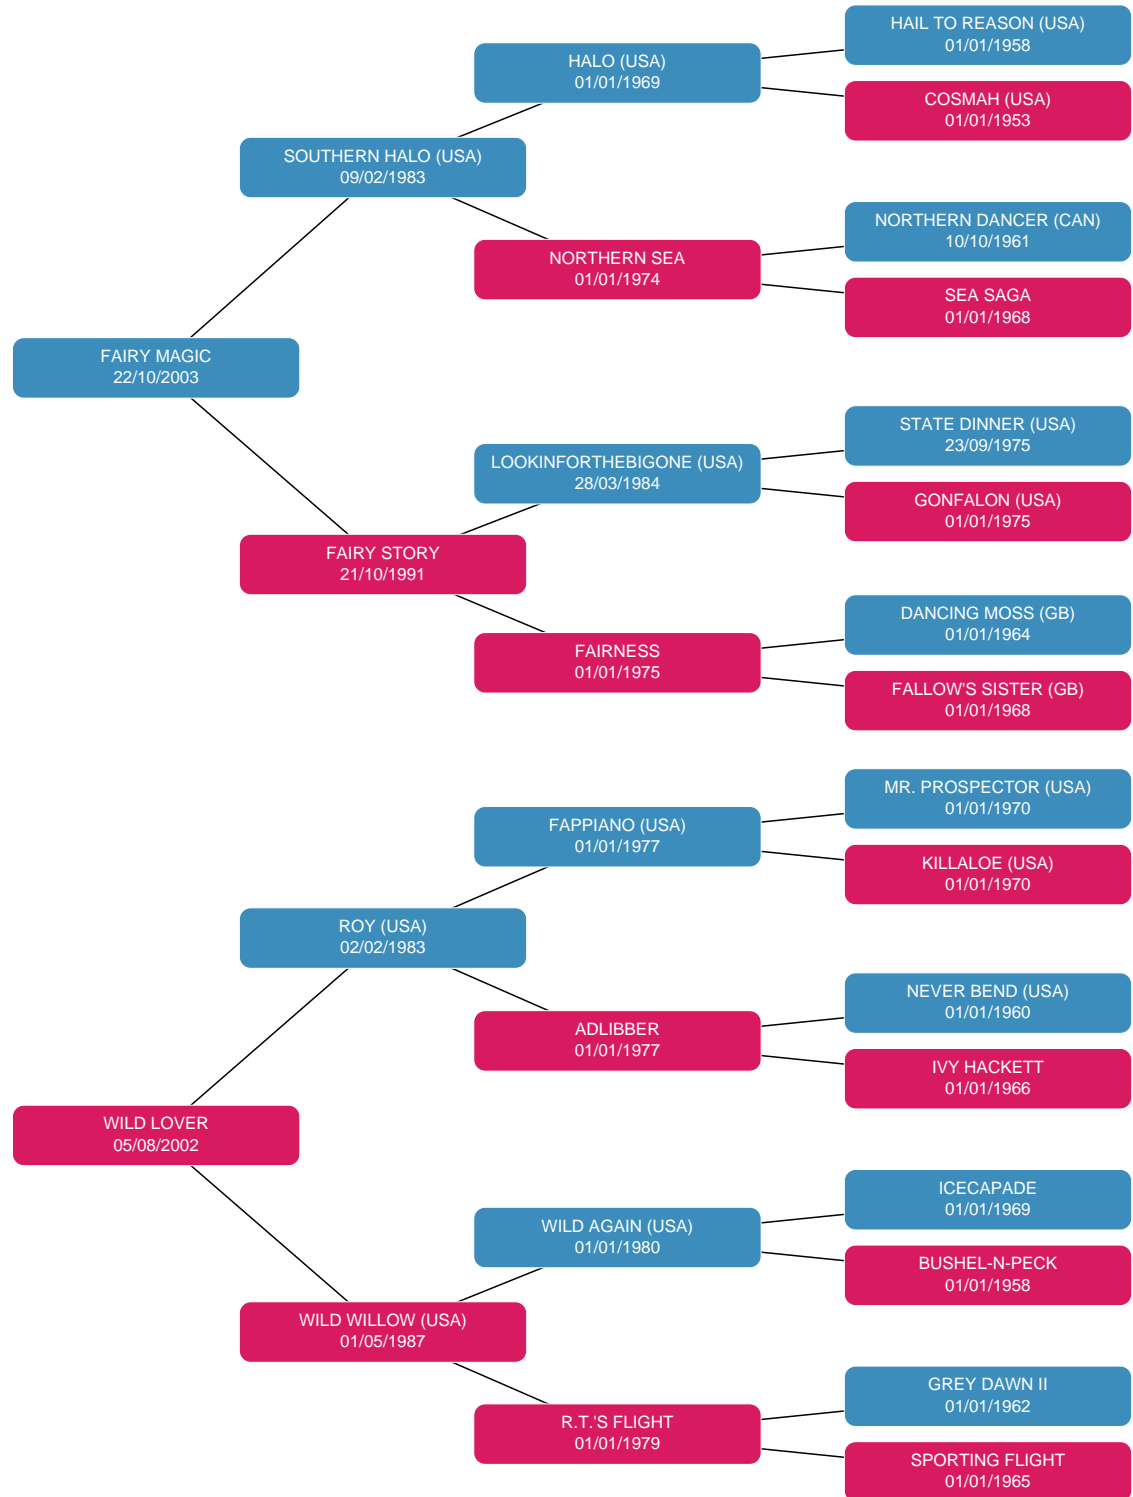 HAIL TO REASON (USA)
01/01/1958
HALO (USA)
01/01/1969
COSMAH (USA)
01/01/1953
SOUTHERN HALO (USA)
09/02/1983
NORTHERN DANCER (CAN)
10/10/1961
NORTHERN SEA
01/01/1974
SEA SAGA
01/01/1968
FAIRY MAGIC
22/10/2003
STATE DINNER (USA)
23/09/1975
LOOKINFORTHEBIGONE (USA)
28/03/1984
GONFALON (USA)
01/01/1975
FAIRY STORY
21/10/1991
DANCING MOSS (GB)
01/01/1964
FAIRNESS
01/01/1975
FALLOW'S SISTER (GB)
01/01/1968
MR. PROSPECTOR (USA)
01/01/1970
FAPPIANO (USA)
01/01/1977
KILLALOE (USA)
01/01/1970
ROY (USA)
02/02/1983
NEVER BEND (USA)
01/01/1960
ADLIBBER
01/01/1977
IVY HACKETT
01/01/1966
WILD LOVER
05/08/2002
ICECAPADE
01/01/1969
WILD AGAIN (USA)
01/01/1980
BUSHEL-N-PECK
01/01/1958
WILD WILLOW (USA)
01/05/1987
GREY DAWN II
01/01/1962
R.T.'S FLIGHT
01/01/1979
SPORTING FLIGHT
01/01/1965